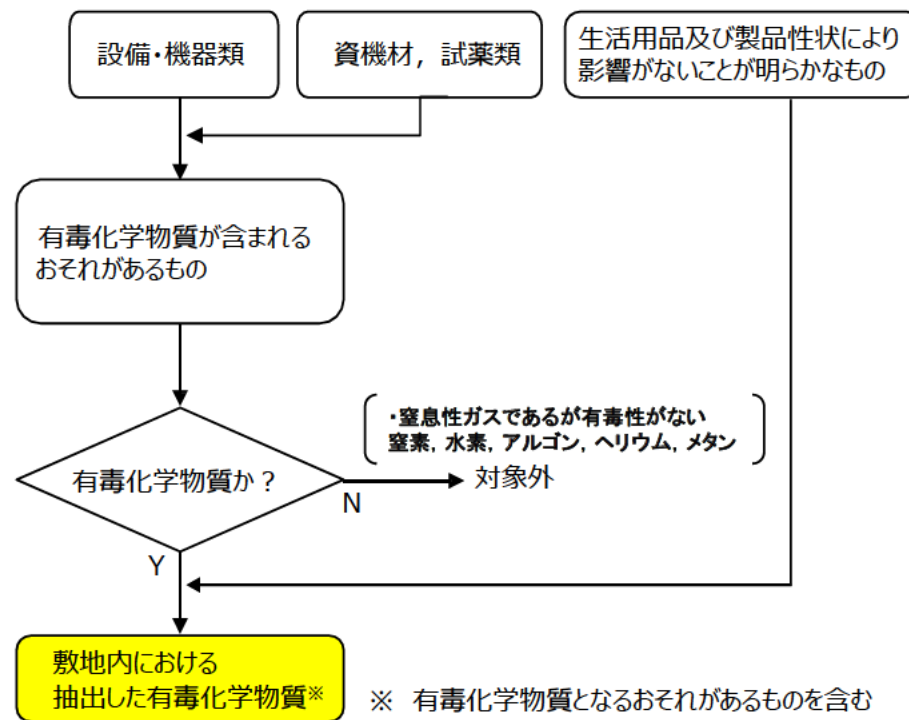 設備・機器類
資機材，試薬類
生活用品及び製品性状により
影響がないことが明らかなもの
有毒化学物質が含まれる
おそれがあるもの
・窒息性ガスであるが有毒性がない
窒素，水素，アルゴン，ヘリウム，メタン
有毒化学物質か？
N
対象外
Y
敷地内における
抽出した有毒化学物質※
※ 有毒化学物質となるおそれがあるものを含む